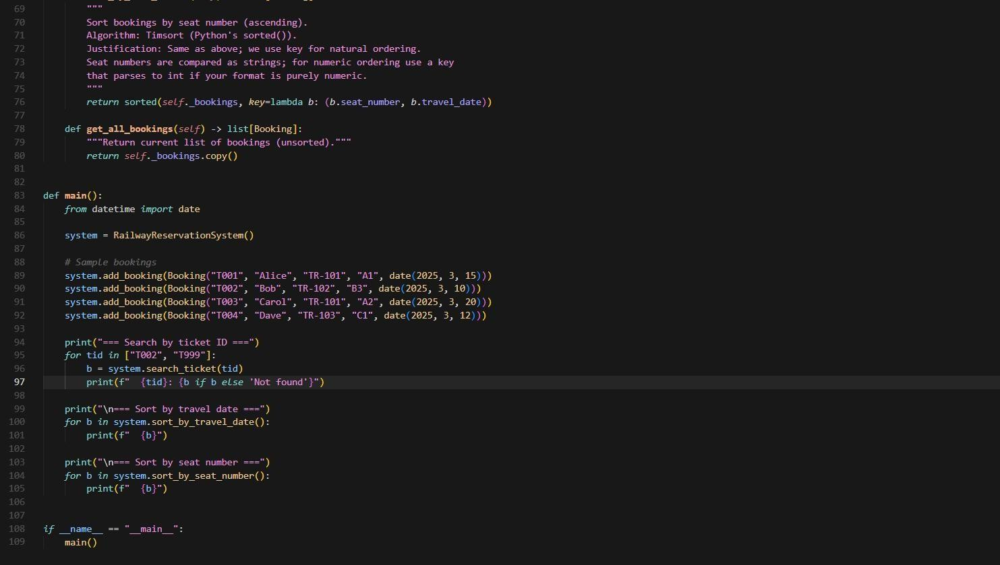 69 """
70 Sort bookings by seat number (ascending).
71 Algorithm: Timsort (Python's sorted()).
72 Justification: Same as above; we use key for natural ordering.
73 Seat numbers are compared as strings; for numeric ordering use a key
74 that parses to int if your format is purely numeric.
75 """
76 return sorted(self._bookings, key=lambda b: (b.seat_number, b.travel_date))
77
78 def get_all_bookings(self) -> list[Booking]:
79 """Return current list of bookings (unsorted)."""
80 return self._bookings.copy()
81
82
83 def main():
84 from datetime import date
85
86 system = RailwayReservationSystem()
87
88 # Sample bookings
89 system.add_booking(Booking("T001", "Alice", "TR-101", "A1", date(2025, 3, 15)))
90 system.add_booking(Booking("T002", "Bob", "TR-102", "B3", date(2025, 3, 10)))
91 system.add_booking(Booking("T003", "Carol", "TR-101", "A2", date(2025, 3, 20)))
92 system.add_booking(Booking("T004", "Dave", "TR-103", "C1", date(2025, 3, 12)))
93
94 print("=== Search by ticket ID ===")
95 for tid in ["T002", "T999"]:
96 b = system.search_ticket(tid)
97 print(f"  {tid}: {b if b else 'Not found'}")
98
99 print("\n=== Sort by travel date ===")
100 for b in system.sort_by_travel_date():
101 print(f"  {b}")
102
103 print("\n=== Sort by seat number ===")
104 for b in system.sort_by_seat_number():
105 print(f"  {b}")
106
107
108 if __name__ == "__main__":
109 main()